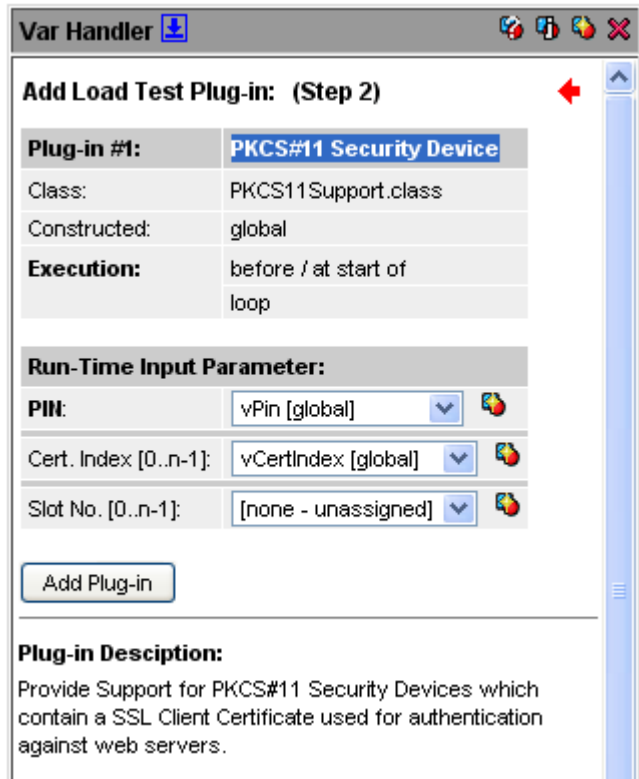 Var Handler
Add Load Test Plug-in: (Step 2)
Plug-in #1: PKCS#11 Security Device
Class: PKCS11Support.class
Constructed: global
Execution: before / at start of
loop
Run-Time Input Parameter:
PIN: vPin [global]
Cert. Index [0..n-1]: vCertIndex [global]
Slot No. [0..n-1]: [none - unassigned]
Add Plug-in
Plug-in Desciption:
Provide Support for PKCS#11 Security Devices which
contain a SSL Client Certificate used for authentication
against web servers.